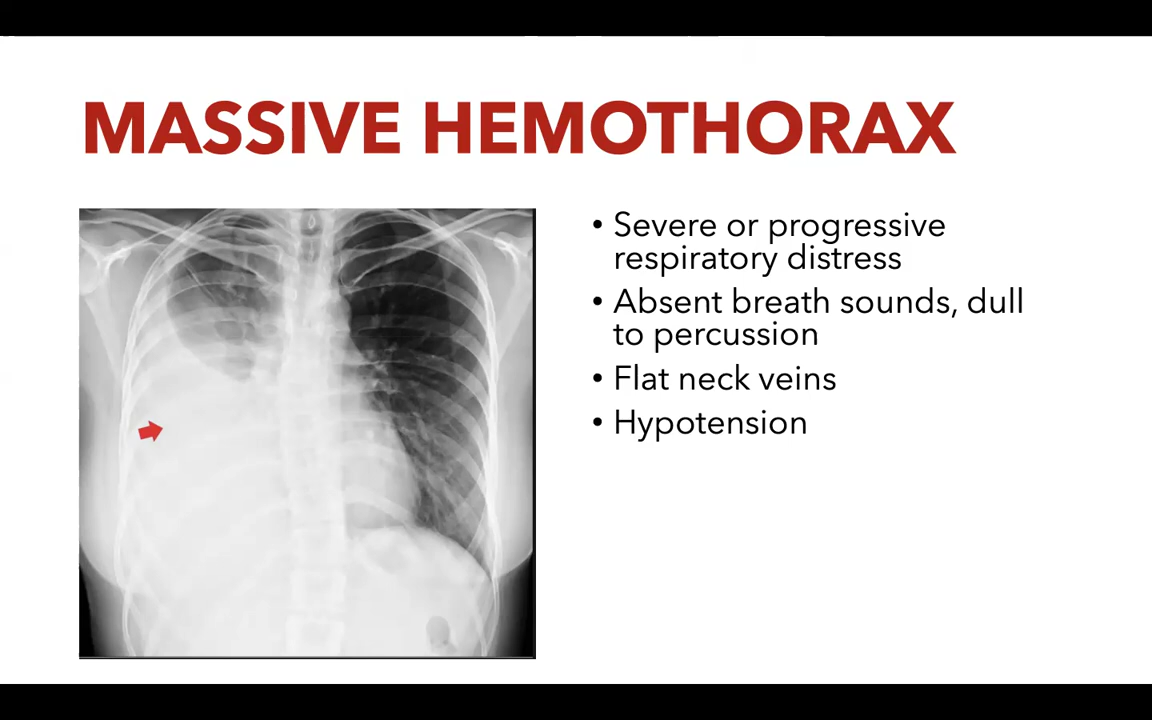 MASSIVE HEMOTHORAX
• Severe or progressive
respiratory distress
• Absent breath sounds, dull
to percussion
• Flat neck veins
• Hypotension